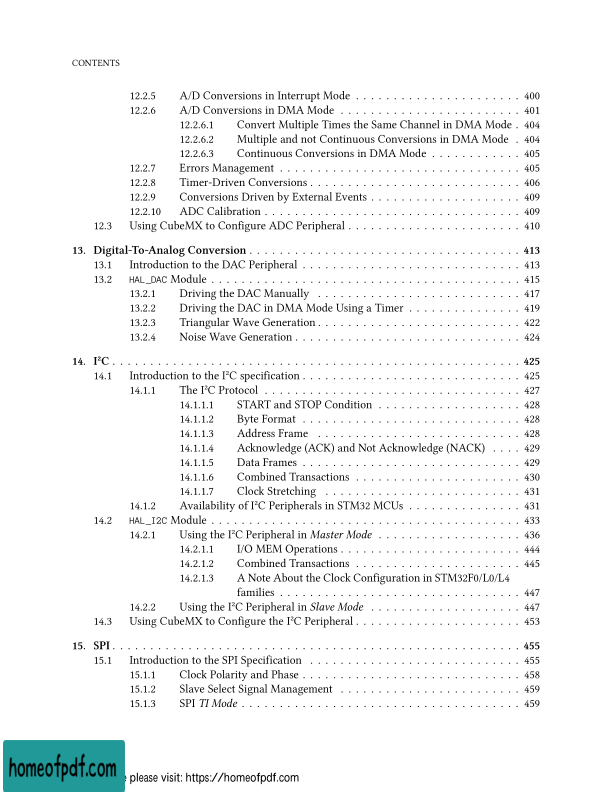 CONTENTS
12.2.5 A/D Conversions in Interrupt Mode . . . . . . . . . . . . . . . . . . . . . . 400
12.2.6 A/D Conversions in DMA Mode . . . . . . . . . . . . . . . . . . . . . . . . 401
12.2.6.1 Convert Multiple Times the Same Channel in DMA Mode . 404
12.2.6.2 Multiple and not Continuous Conversions in DMA Mode . 404
12.2.6.3 Continuous Conversions in DMA Mode . . . . . . . . . . . . 405
12.2.7 Errors Management . . . . . . . . . . . . . . . . . . . . . . . . . . . . . . . 405
12.2.8 Timer-Driven Conversions . . . . . . . . . . . . . . . . . . . . . . . . . . . 406
12.2.9 Conversions Driven by External Events . . . . . . . . . . . . . . . . . . . . 409
12.2.10 ADC Calibration . . . . . . . . . . . . . . . . . . . . . . . . . . . . . . . . . 409
12.3 Using CubeMX to Configure ADC Peripheral . . . . . . . . . . . . . . . . . . . . . . 410
13. Digital-To-Analog Conversion . . . . . . . . . . . . . . . . . . . . . . . . . . . . . . . . . . . 413
13.1 Introduction to the DAC Peripheral . . . . . . . . . . . . . . . . . . . . . . . . . . . . 413
13.2 HAL_DAC Module . . . . . . . . . . . . . . . . . . . . . . . . . . . . . . . . . . . . . . . 415
13.2.1 Driving the DAC Manually . . . . . . . . . . . . . . . . . . . . . . . . . . 417
13.2.2 Driving the DAC in DMA Mode Using a Timer . . . . . . . . . . . . . . . 419
13.2.3 Triangular Wave Generation . . . . . . . . . . . . . . . . . . . . . . . . . . 422
13.2.4 Noise Wave Generation . . . . . . . . . . . . . . . . . . . . . . . . . . . . . 424
14. I²C . . . . . . . . . . . . . . . . . . . . . . . . . . . . . . . . . . . . . . . . . . . . . . . . . . . . 425
14.1 Introduction to the I²C specification . . . . . . . . . . . . . . . . . . . . . . . . . . . . 425
14.1.1 The I²C Protocol . . . . . . . . . . . . . . . . . . . . . . . . . . . . . . . . . 427
14.1.1.1 START and STOP Condition . . . . . . . . . . . . . . . . . . . 428
14.1.1.2 Byte Format . . . . . . . . . . . . . . . . . . . . . . . . . . . . . 428
14.1.1.3 Address Frame . . . . . . . . . . . . . . . . . . . . . . . . . . . 428
14.1.1.4 Acknowledge (ACK) and Not Acknowledge (NACK) . . . . 429
14.1.1.5 Data Frames . . . . . . . . . . . . . . . . . . . . . . . . . . . . 429
14.1.1.6 Combined Transactions . . . . . . . . . . . . . . . . . . . . . . 430
14.1.1.7 Clock Stretching . . . . . . . . . . . . . . . . . . . . . . . . . . 431
14.1.2 Availability of I²C Peripherals in STM32 MCUs . . . . . . . . . . . . . . . 431
14.2 HAL_I2C Module . . . . . . . . . . . . . . . . . . . . . . . . . . . . . . . . . . . . . . . 433
14.2.1 Using the I²C Peripheral in Master Mode . . . . . . . . . . . . . . . . . . . 436
14.2.1.1 I/O MEM Operations . . . . . . . . . . . . . . . . . . . . . . . . 444
14.2.1.2 Combined Transactions . . . . . . . . . . . . . . . . . . . . . . 445
14.2.1.3 A Note About the Clock Configuration in STM32F0/L0/L4
families . . . . . . . . . . . . . . . . . . . . . . . . . . . . . . . 447
14.2.2 Using the I²C Peripheral in Slave Mode . . . . . . . . . . . . . . . . . . . . 447
14.3 Using CubeMX to Configure the I²C Peripheral . . . . . . . . . . . . . . . . . . . . . 453
15. SPI . . . . . . . . . . . . . . . . . . . . . . . . . . . . . . . . . . . . . . . . . . . . . . . . . . . . 455
15.1 Introduction to the SPI Specification . . . . . . . . . . . . . . . . . . . . . . . . . . . 455
15.1.1 Clock Polarity and Phase . . . . . . . . . . . . . . . . . . . . . . . . . . . . 458
15.1.2 Slave Select Signal Management . . . . . . . . . . . . . . . . . . . . . . . 459
15.1.3 SPI TI Mode . . . . . . . . . . . . . . . . . . . . . . . . . . . . . . . . . . . . 459
homeofpdf.com
please visit: https://homeofpdf.com